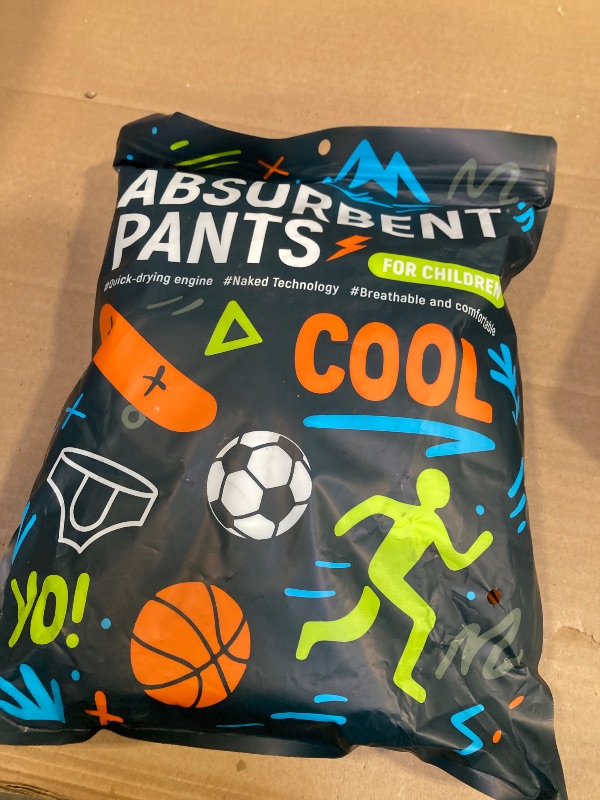 ABSURBENT
PANTS
FOR CHILDREN
#Quick-drying engine #Naked Technology #Breathable and comfortable
COOL
YO!